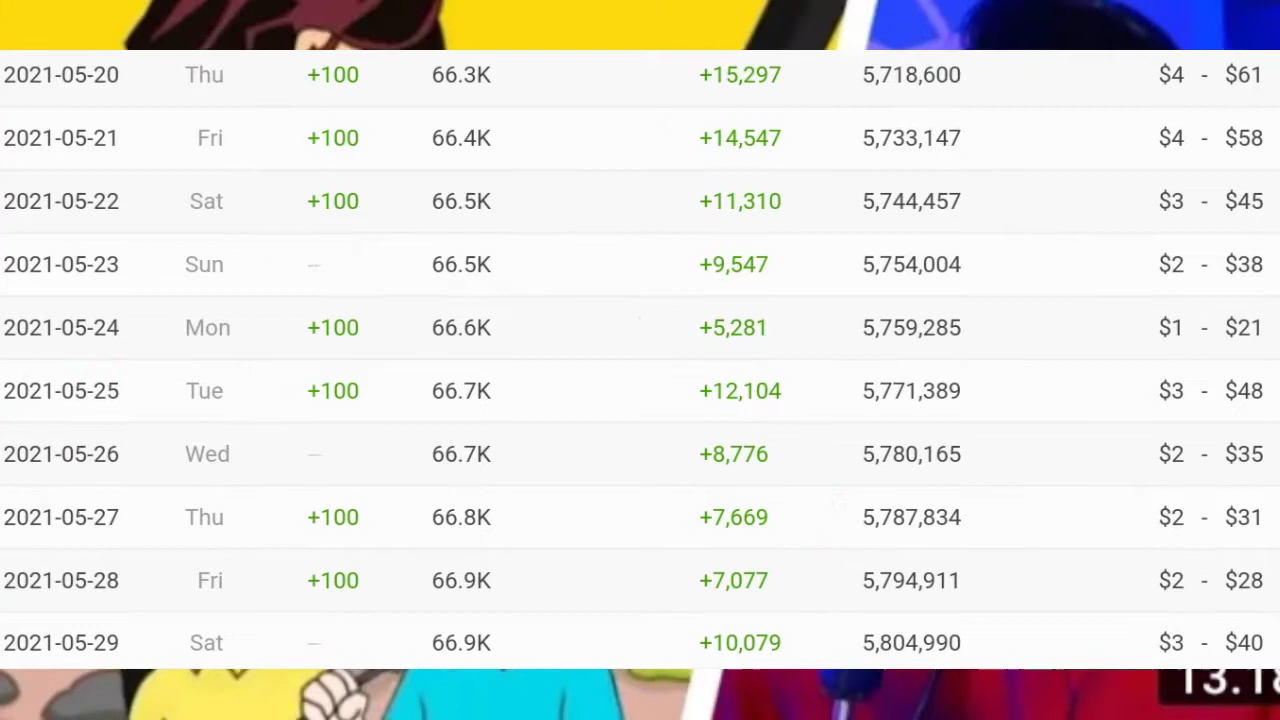 2021-05-20 Thu +100 66.3K +15,297 5,718,600 $4 - $61
2021-05-21 Fri +100 66.4K +14,547 5,733,147 $4 - $58
2021-05-22 Sat +100 66.5K +11,310 5,744,457 $3 - $45
2021-05-23 Sun -- 66.5K +9,547 5,754,004 $2 - $38
2021-05-24 Mon +100 66.6K +5,281 5,759,285 $1 - $21
2021-05-25 Tue +100 66.7K +12,104 5,771,389 $3 - $48
2021-05-26 Wed -- 66.7K +8,776 5,780,165 $2 - $35
2021-05-27 Thu +100 66.8K +7,669 5,787,834 $2 - $31
2021-05-28 Fri +100 66.9K +7,077 5,794,911 $2 - $28
2021-05-29 Sat -- 66.9K +10,079 5,804,990 $3 - $40